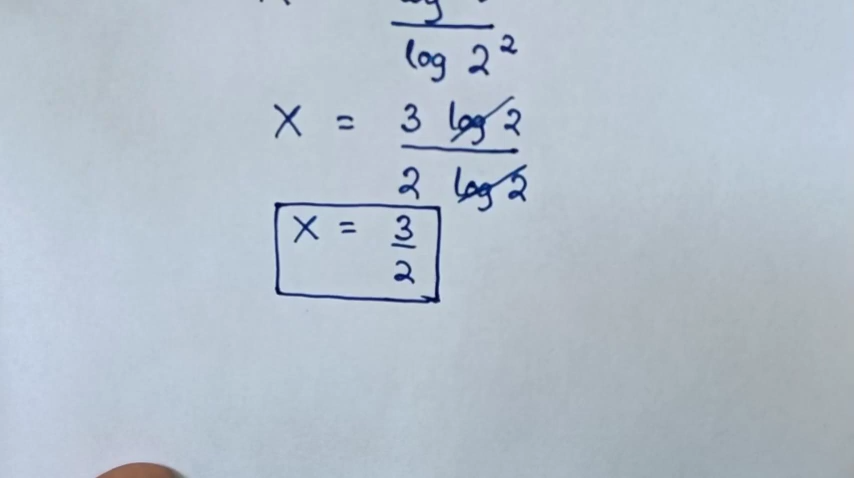 log 2²
X = 3 log 2
2 log 2
X = 3
2